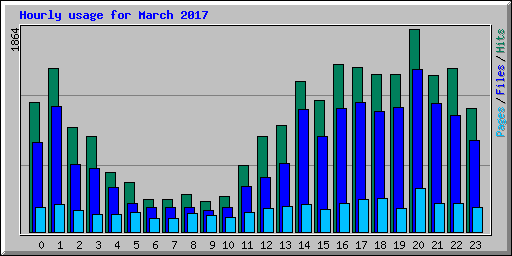 Hourly usage for March 2017
1864
Pages/Files/Hits
0 1 2 3 4 5 6 7 8 9 10 11 12 13 14 15 16 17 18 19 20 21 22 23